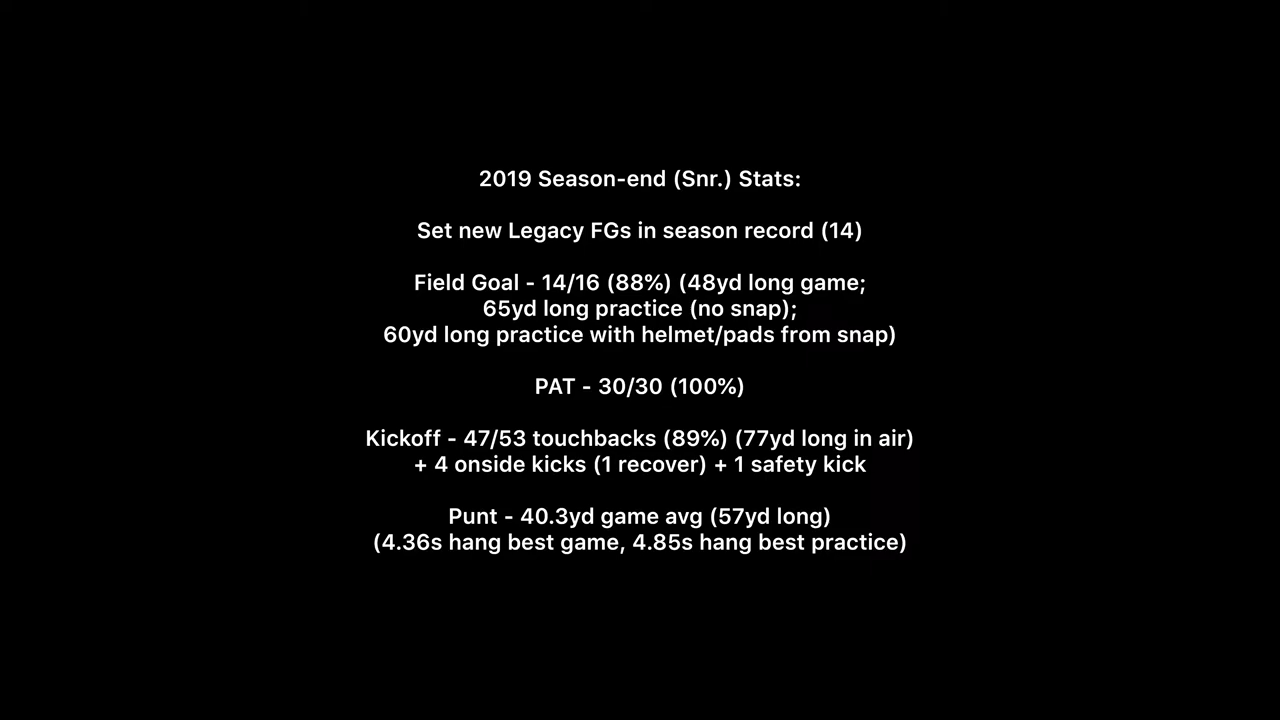 2019 Season-end (Snr.) Stats:
Set new Legacy FGs in season record (14)
Field Goal - 14/16 (88%) (48yd long game;
65yd long practice (no snap);
60yd long practice with helmet/pads from snap)
PAT - 30/30 (100%)
Kickoff - 47/53 touchbacks (89%) (77yd long in air)
+ 4 onside kicks (1 recover) + 1 safety kick
Punt - 40.3yd game avg (57yd long)
(4.36s hang best game, 4.85s hang best practice)